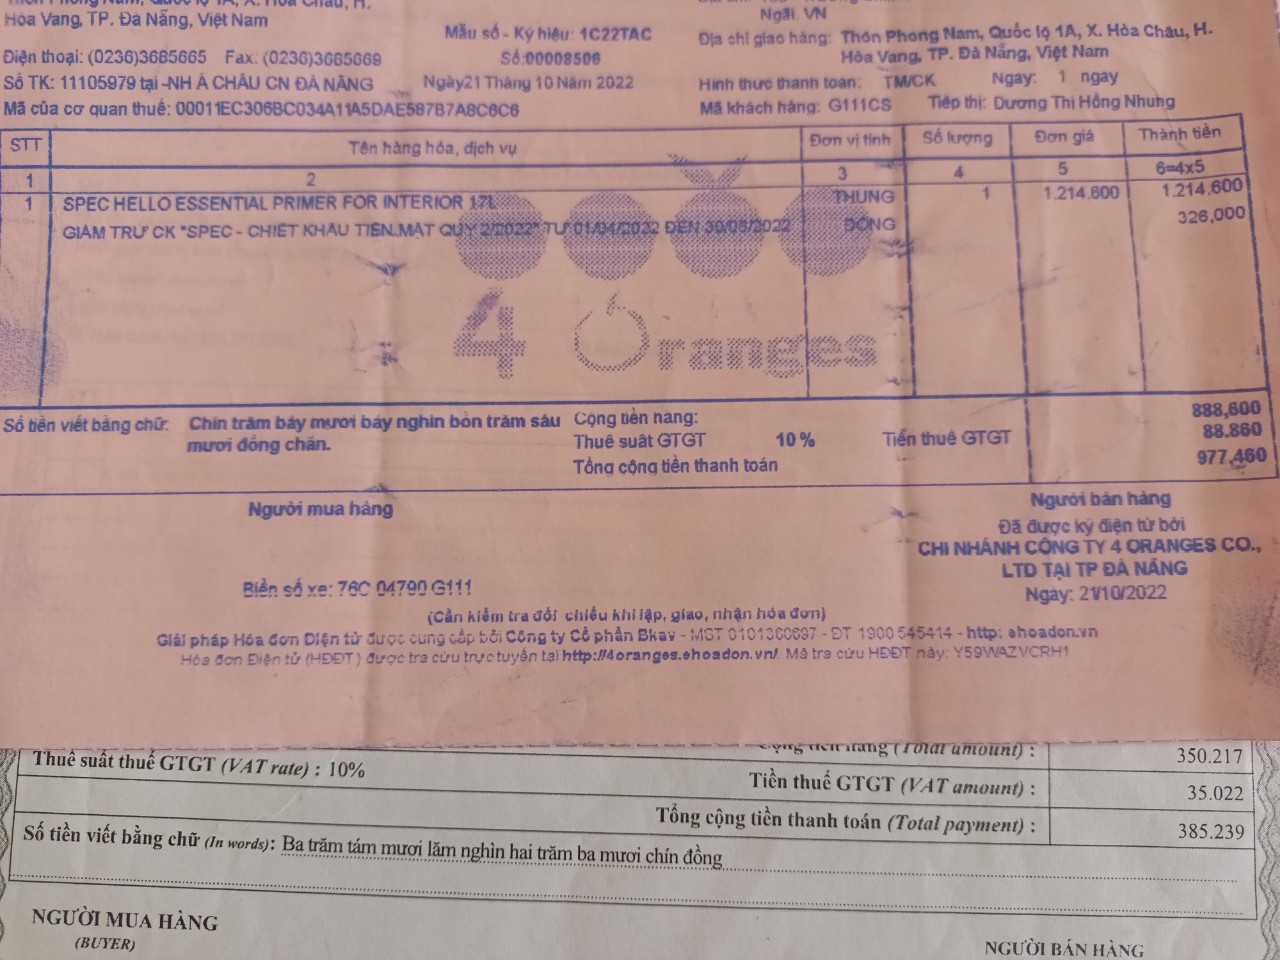 Hòa Vang, TP. Đà Nẵng, Việt Nam
Điện thoại: (0236)3685665 Fax: (0236)3685669
Số TK: 11105979 tại -NH Á CHÂU CN ĐÀ NẴNG
Mã của cơ quan thuế: 00011EC306BC034A11A5DAE587B7A8C6C6
Mẫu số - Ký hiệu: 1C22TAC
Số:00008506
Ngày21 Tháng 10 Năm 2022
Ngãi. VN
Địa chỉ giao hàng: Thôn Phong Nam, Quốc lộ 1A, X. Hòa Châu, H.
Hòa Vang, TP. Đà Nẵng, Việt Nam
Hình thức thanh toán: TM/CK Ngay: 1 ngay
Mã khách hàng: G111CS Tiếp thị: Dương Thị Hồng Nhung
STT Tên hàng hóa, dịch vụ Đơn vị tính Số lượng Đơn giá Thành tiền
1 2 3 4 5 6=4x5
1 SPEC HELLO ESSENTIAL PRIMER FOR INTERIOR 17L THUNG 1 1.214.600 1.214.600
GIẢM TRỪ CK "SPEC - CHIẾT KHẤU TIỀN MẶT QUÝ 2/2022" TỪ 01/04/2022 ĐẾN 30/06/2022 ĐỒNG 326,000
4 Oranges
Số tiền viết bằng chữ: Chín trăm bảy mươi bảy nghìn bốn trăm sáu
mươi đồng chẵn.
Cộng tiền hàng: 888,600
Thuế suất GTGT 10 % Tiền thuế GTGT 88.860
Tổng cộng tiền thanh toán 977,460
Người mua hàng
Người bán hàng
Đã được ký điện tử bởi
CHI NHÁNH CÔNG TY 4 ORANGES CO.,
LTD TẠI TP ĐÀ NẴNG
Ngày: 21/10/2022
Biển số xe: 76C 04790 G111
(Cần kiểm tra đối chiếu khi lập, giao, nhận hóa đơn)
Giải pháp Hóa đơn Điện tử được cung cấp bởi Công ty Cổ phần Bkav - MST 0101360697 - ĐT 1900 545414 - http: ehoadon.vn
Hóa đơn Điện tử (HĐĐT) được tra cứu trực tuyến tại http://4oranges.ehoadon.vn/. Mã tra cứu HĐĐT này: Y59WAZVCRH1
Cộng tiền hàng (Total amount) : 350.217
Thuế suất thuế GTGT (VAT rate) : 10%
Tiền thuế GTGT (VAT amount) : 35.022
Tổng cộng tiền thanh toán (Total payment) : 385.239
Số tiền viết bằng chữ (In words): Ba trăm tám mươi lăm nghìn hai trăm ba mươi chín đồng
NGƯỜI MUA HÀNG
(BUYER)
NGƯỜI BÁN HÀNG